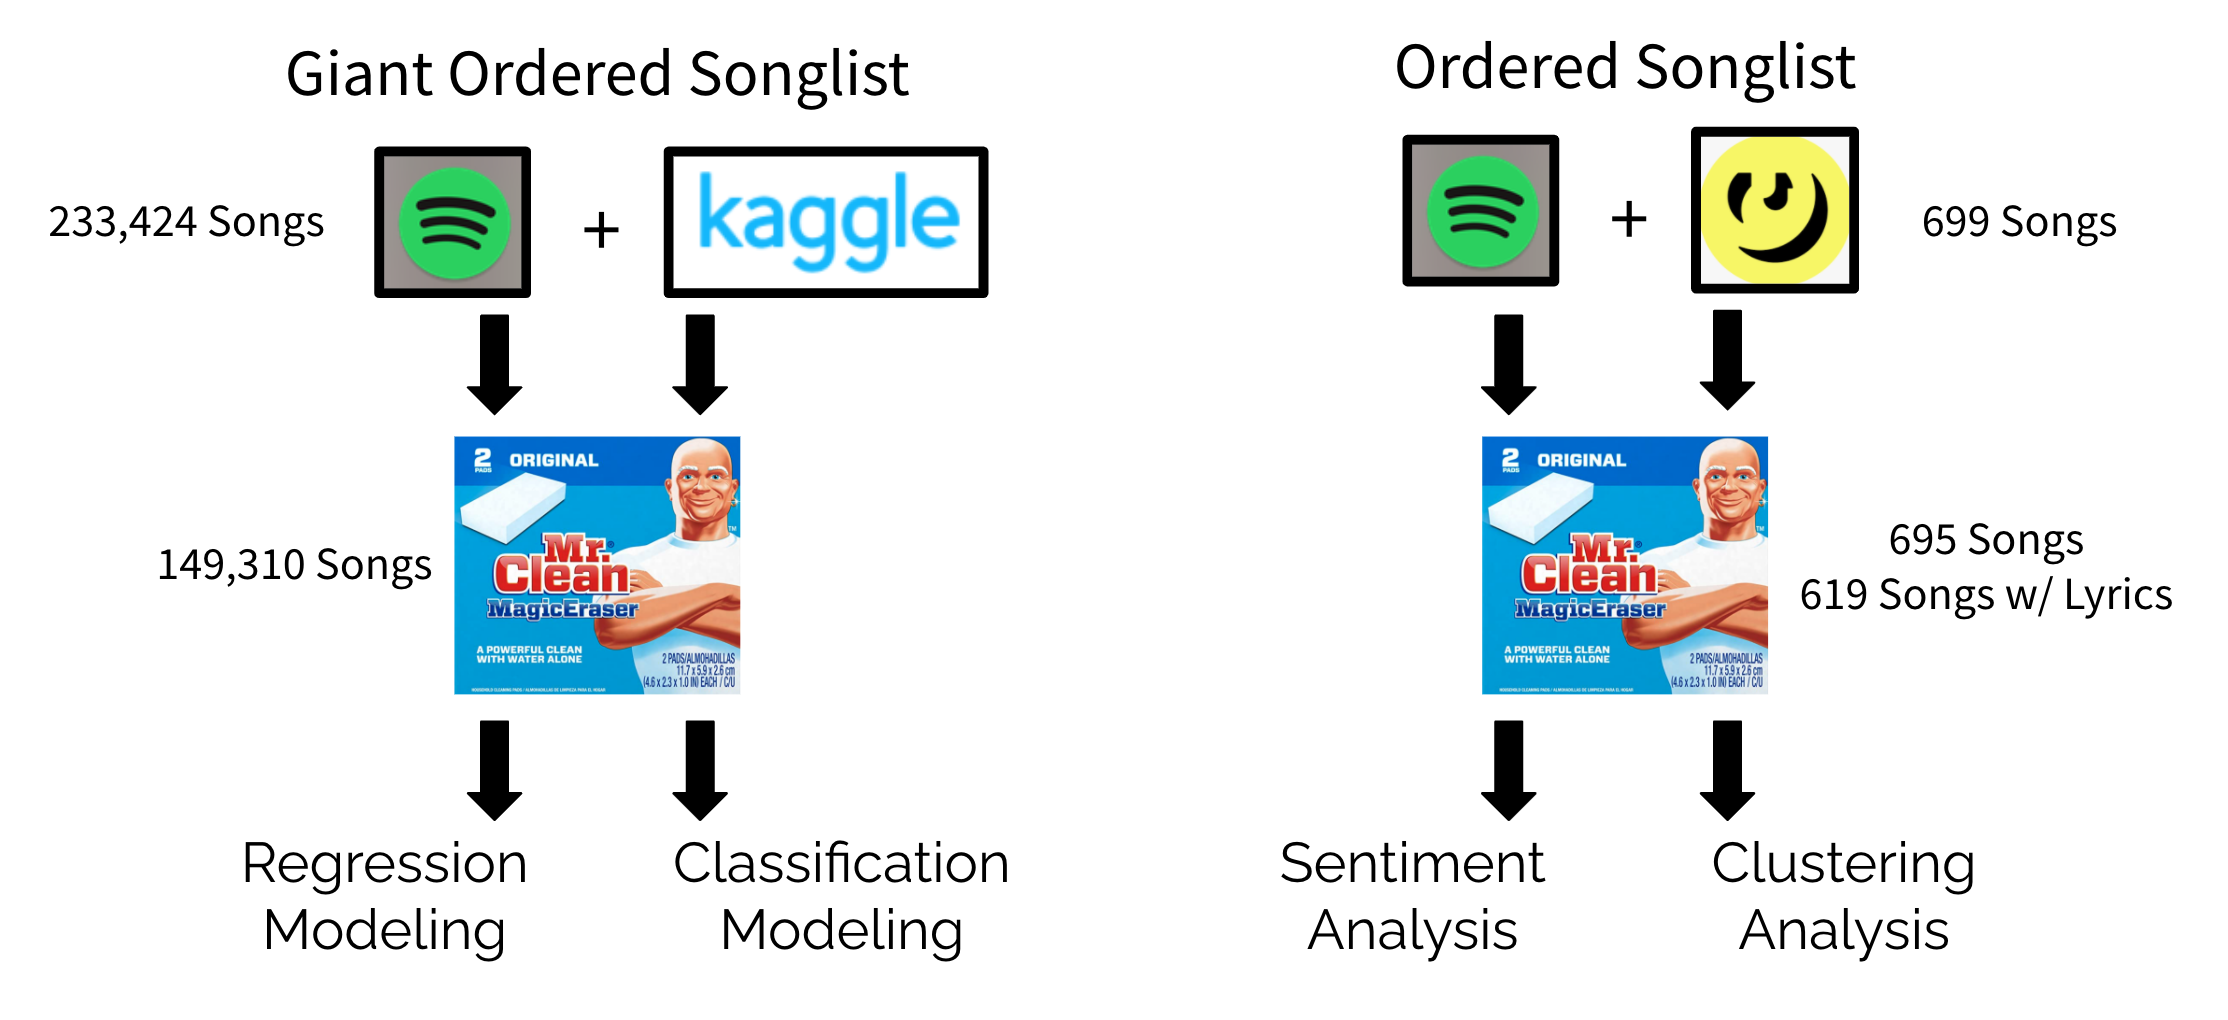 Giant Ordered Songlist
233,424 Songs
+
kaggle
2 PADS ORIGINAL
Mr.
Clean
MagicEraser
A POWERFUL CLEAN
WITH WATER ALONE
2 PADS/ALMOHADILLAS
11.7 x 5.9 x 2.6 cm
(4.6 x 2.3 x 1.0 IN) EACH / C/U
149,310 Songs
Regression
Modeling
Classification
Modeling
Ordered Songlist
+
699 Songs
2 PADS ORIGINAL
Mr.
Clean
MagicEraser
A POWERFUL CLEAN
WITH WATER ALONE
2 PADS/ALMOHADILLAS
11.7 x 5.9 x 2.6 cm
(4.6 x 2.3 x 1.0 IN) EACH / C/U
695 Songs
619 Songs w/ Lyrics
Sentiment
Analysis
Clustering
Analysis